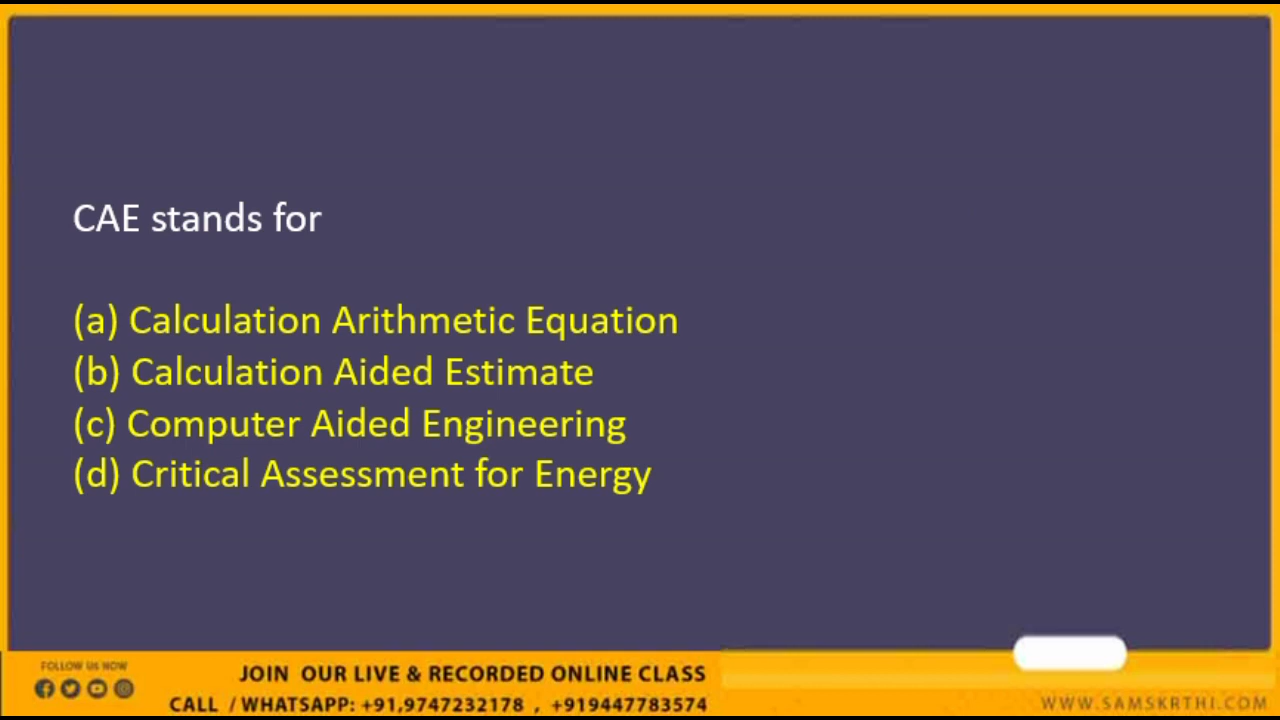 CAE stands for
(a) Calculation Arithmetic Equation
(b) Calculation Aided Estimate
(c) Computer Aided Engineering
(d) Critical Assessment for Energy
FOLLOW US NOW
JOIN OUR LIVE & RECORDED ONLINE CLASS
CALL / WHATSAPP: +91,9747232178 , +919447783574
WWW.SAMSKRTHI.COM